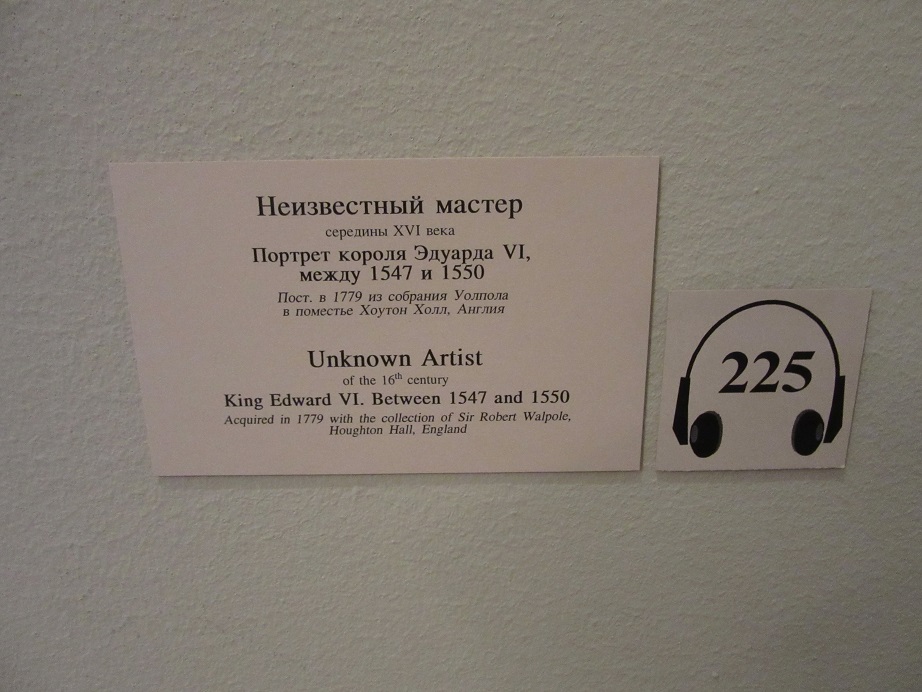 Неизвестный мастер
середины XVI века
Портрет короля Эдуарда VI,
между 1547 и 1550
Пост. в 1779 из собрания Уолпола
в поместье Хоутон Холл, Англия
Unknown Artist
of the 16th century
King Edward VI. Between 1547 and 1550
Acquired in 1779 with the collection of Sir Robert Walpole,
Houghton Hall, England
225